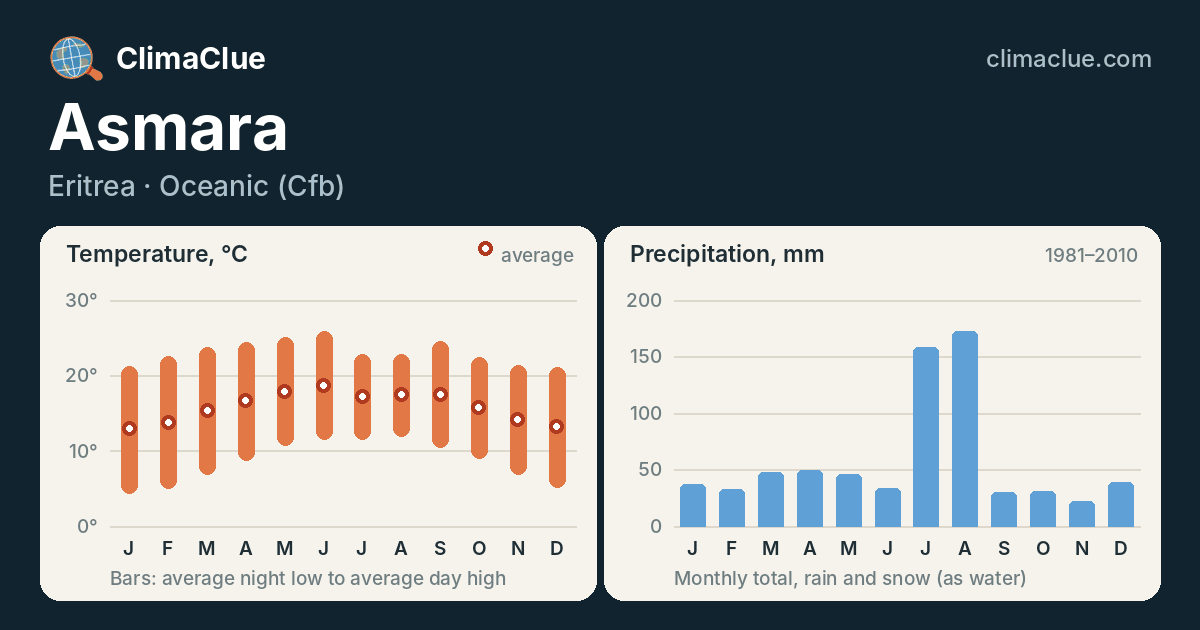 ClimaClue
climaclue.com
Asmara
Eritrea · Oceanic (Cfb)
Temperature, °C
average
30°
20°
10°
0°
J F M A M J J A S O N D
Bars: average night low to average day high
Precipitation, mm
1981–2010
200
150
100
50
0
J F M A M J J A S O N D
Monthly total, rain and snow (as water)